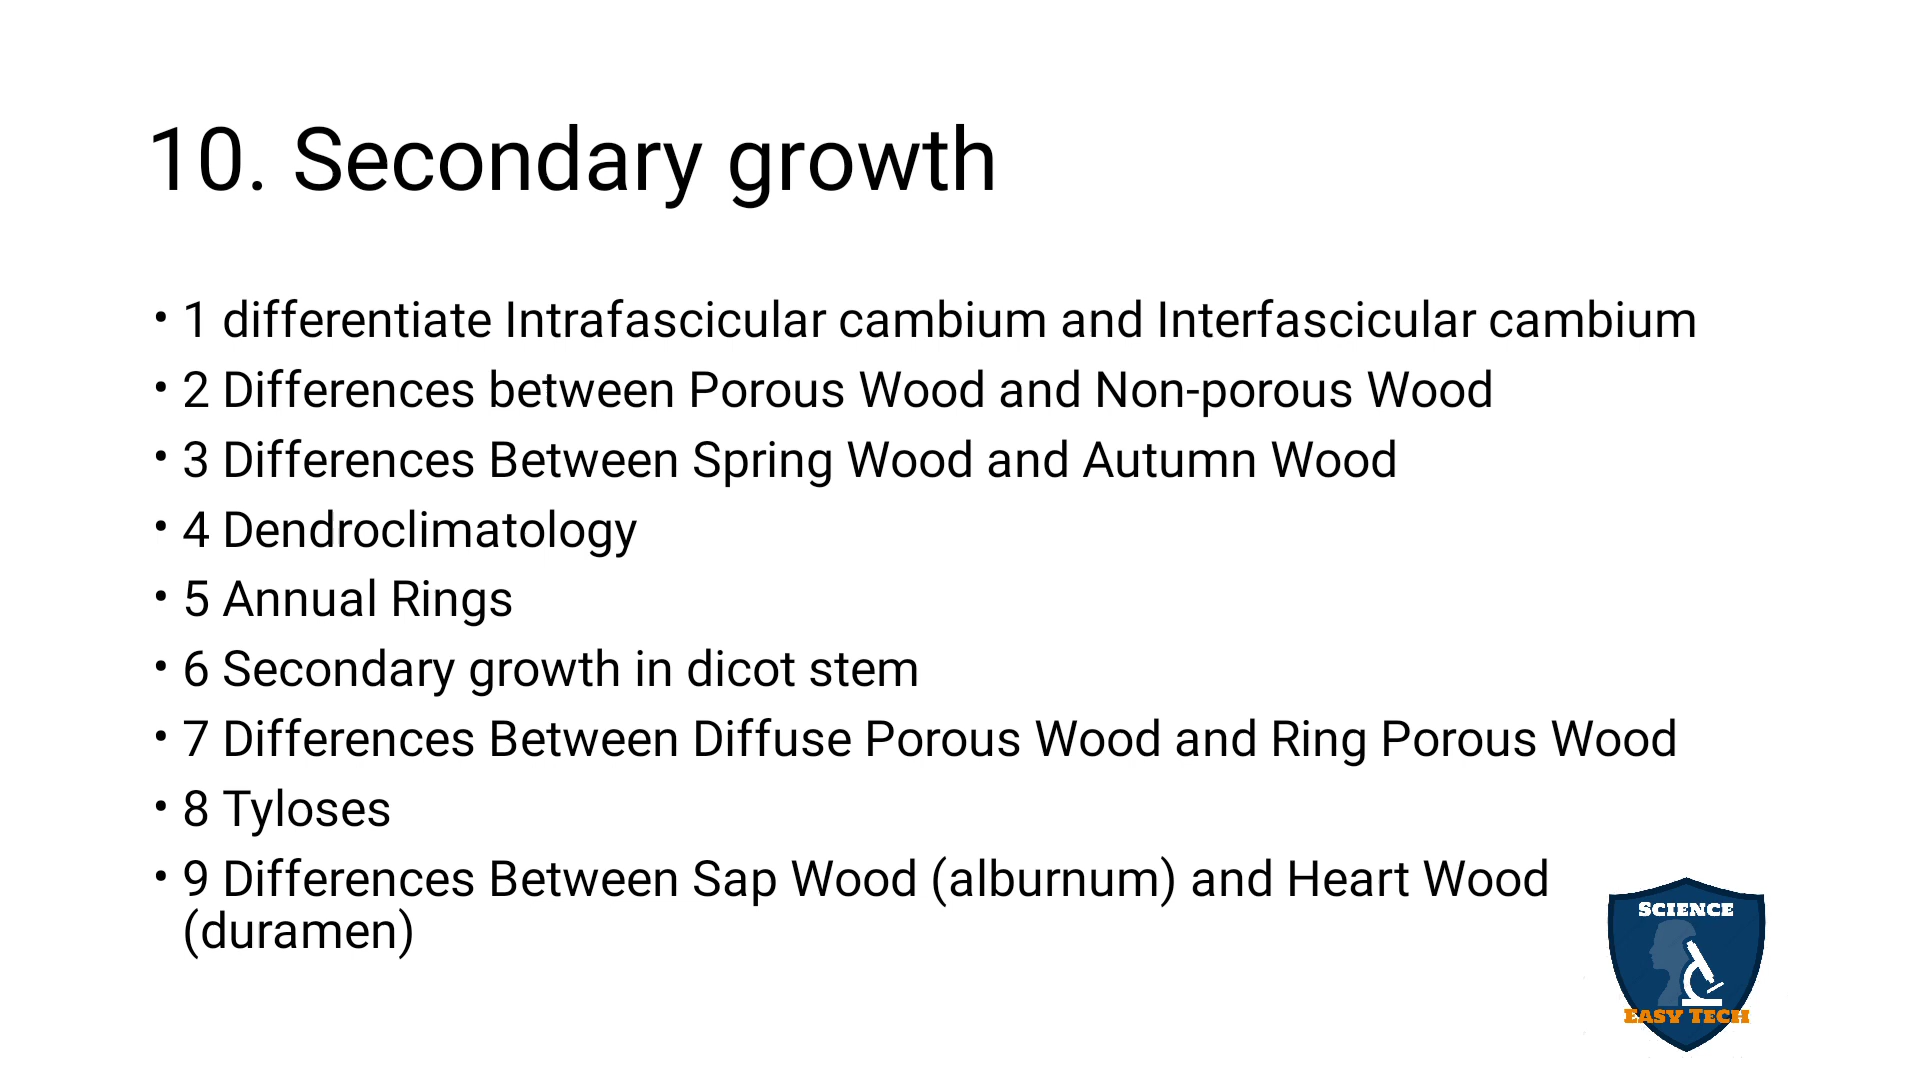 10. Secondary growth
• 1 differentiate Intrafascicular cambium and Interfascicular cambium
• 2 Differences between Porous Wood and Non-porous Wood
• 3 Differences Between Spring Wood and Autumn Wood
• 4 Dendroclimatology
• 5 Annual Rings
• 6 Secondary growth in dicot stem
• 7 Differences Between Diffuse Porous Wood and Ring Porous Wood
• 8 Tyloses
• 9 Differences Between Sap Wood (alburnum) and Heart Wood
(duramen)
SCIENCE
EASY TECH